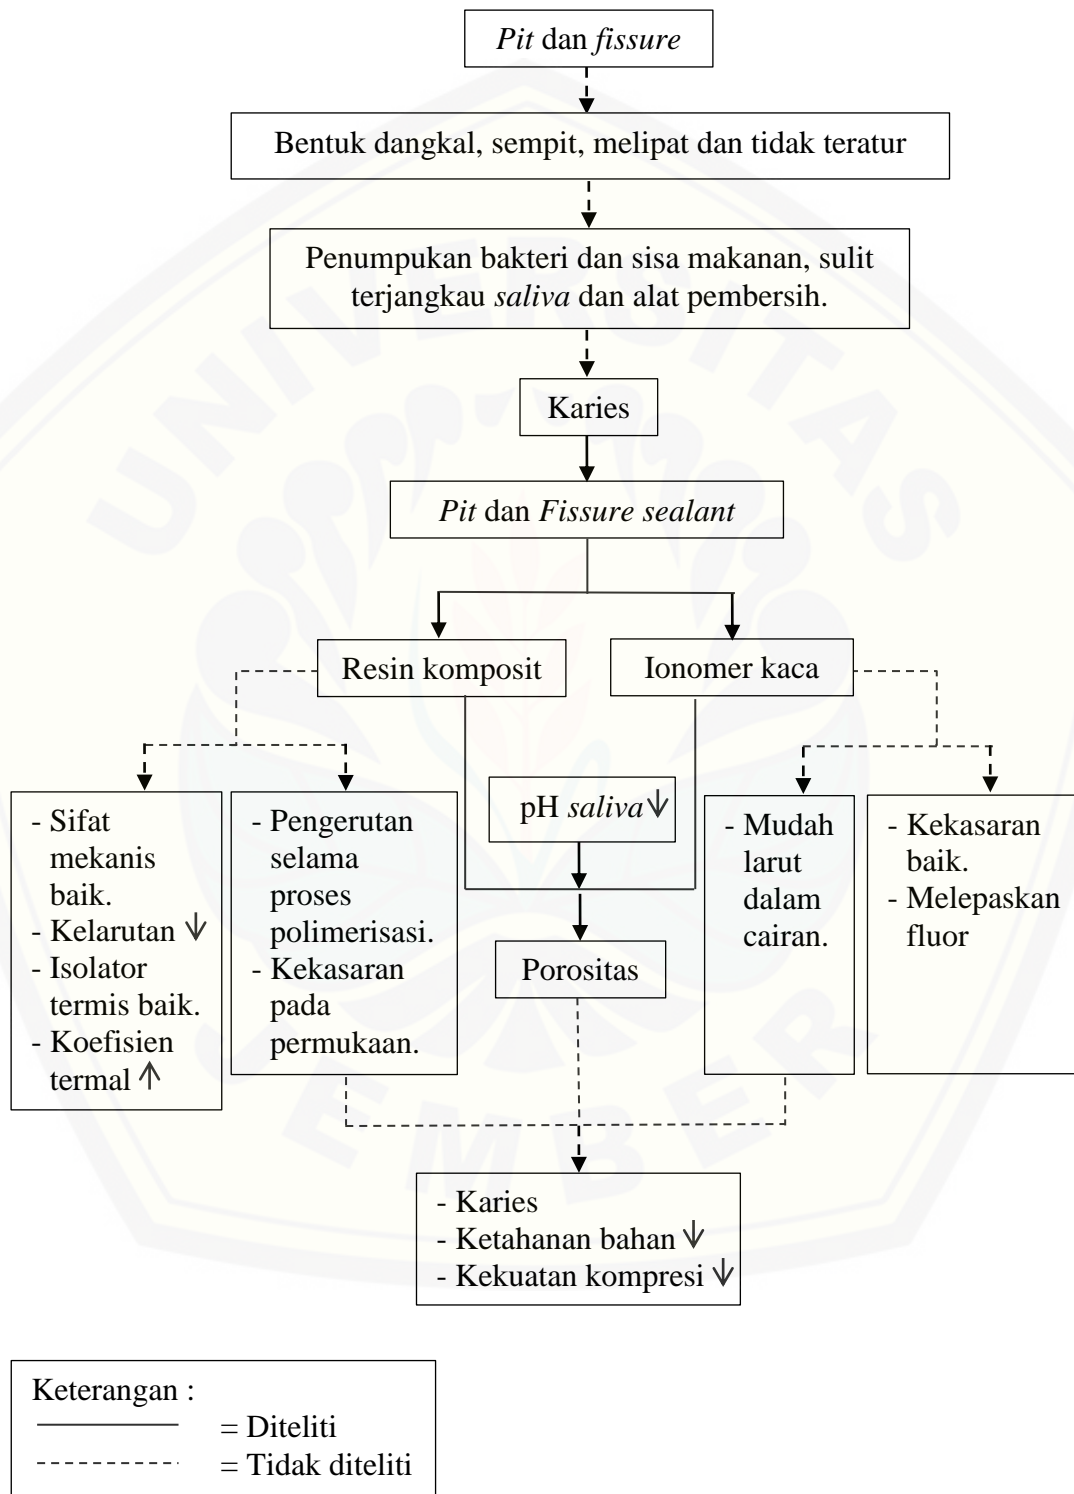 Pit dan fissure
Bentuk dangkal, sempit, melipat dan tidak teratur
Penumpukan bakteri dan sisa makanan, sulit
terjangkau saliva dan alat pembersih.
Karies
Pit dan Fissure sealant
Resin komposit
Ionomer kaca
- Sifat
mekanis
baik.
- Kelarutan ↓
- Isolator
termis baik.
- Koefisien
termal ↑
- Pengerutan
selama
proses
polimerisasi.
- Kekasaran
pada
permukaan.
pH saliva ↓
Porositas
- Mudah
larut
dalam
cairan.
- Kekasaran
baik.
- Melepaskan
fluor
- Karies
- Ketahanan bahan ↓
- Kekuatan kompresi ↓
Keterangan :
= Diteliti
= Tidak diteliti
UNIVERSITAS
JEMBER